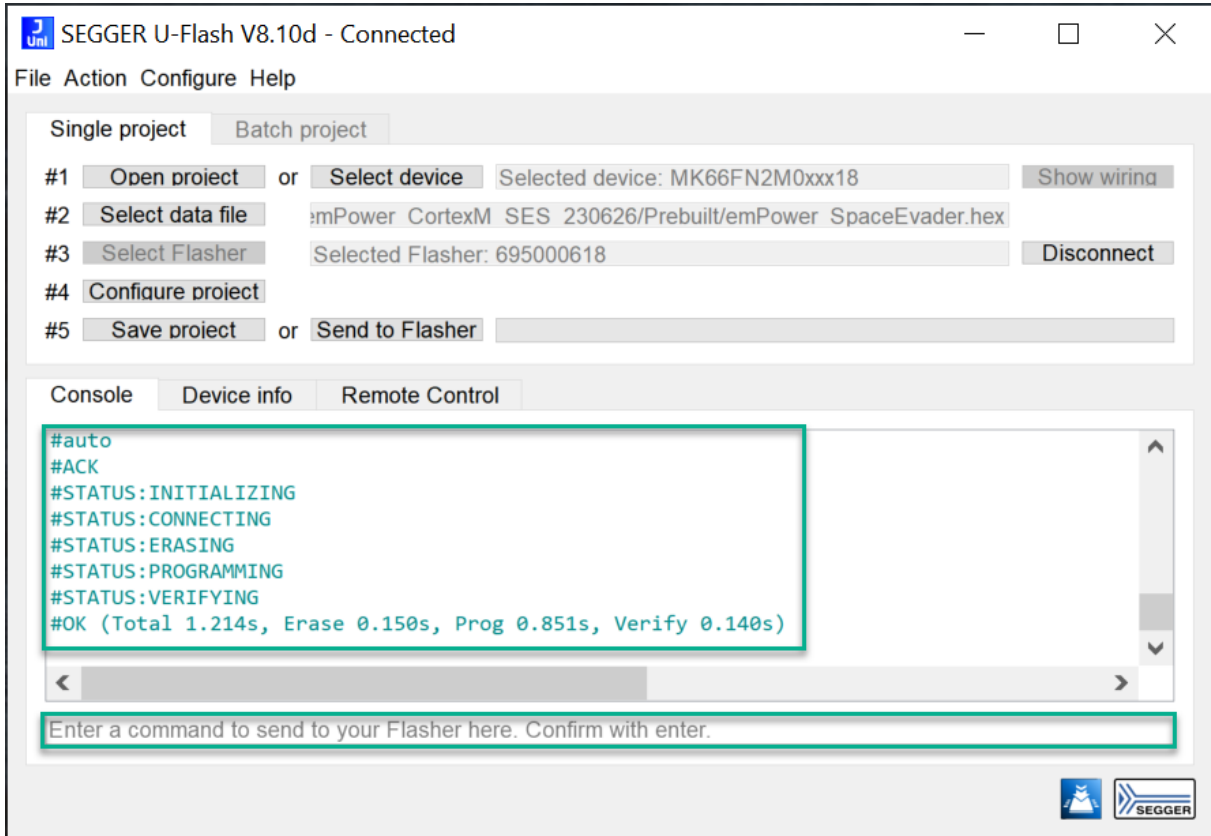 J Uni SEGGER U-Flash V8.10d - Connected
File Action Configure Help
Single project Batch project
#1 Open project or Select device Selected device: MK66FN2M0xxx18 Show wiring
#2 Select data file emPower_CortexM_SES_230626/Prebuilt/emPower_SpaceEvader.hex
#3 Select Flasher Selected Flasher: 695000618 Disconnect
#4 Configure project
#5 Save project or Send to Flasher
Console Device info Remote Control
#auto
#ACK
#STATUS:INITIALIZING
#STATUS:CONNECTING
#STATUS:ERASING
#STATUS:PROGRAMMING
#STATUS:VERIFYING
#OK (Total 1.214s, Erase 0.150s, Prog 0.851s, Verify 0.140s)
Enter a command to send to your Flasher here. Confirm with enter.
SEGGER